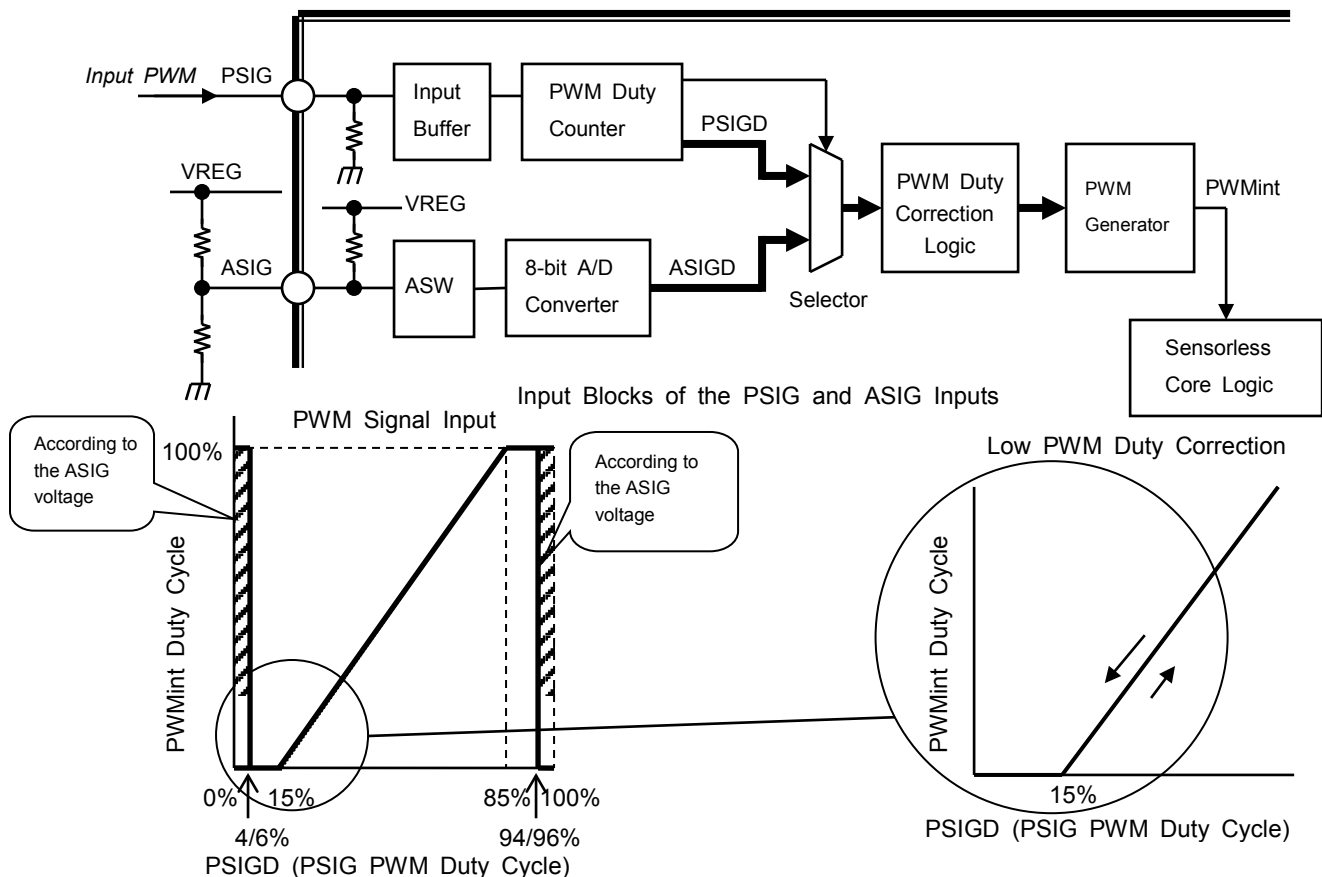 Input PWM
PSIG
Input
Buffer
PWM Duty
Counter
PSIGD
VREG
VREG
ASIG
ASW
8-bit A/D
Converter
ASIGD
Selector
PWM Duty
Correction
Logic
PWM
Generator
PWMint
Sensorless
Core Logic
Input Blocks of the PSIG and ASIG Inputs
According to
the ASIG
voltage
PWM Signal Input
100%
According to
the ASIG
voltage
PWMint Duty Cycle
0%
15%
85%
100%
4/6%
94/96%
PSIGD (PSIG PWM Duty Cycle)
Low PWM Duty Correction
PWMint Duty Cycle
15%
PSIGD (PSIG PWM Duty Cycle)